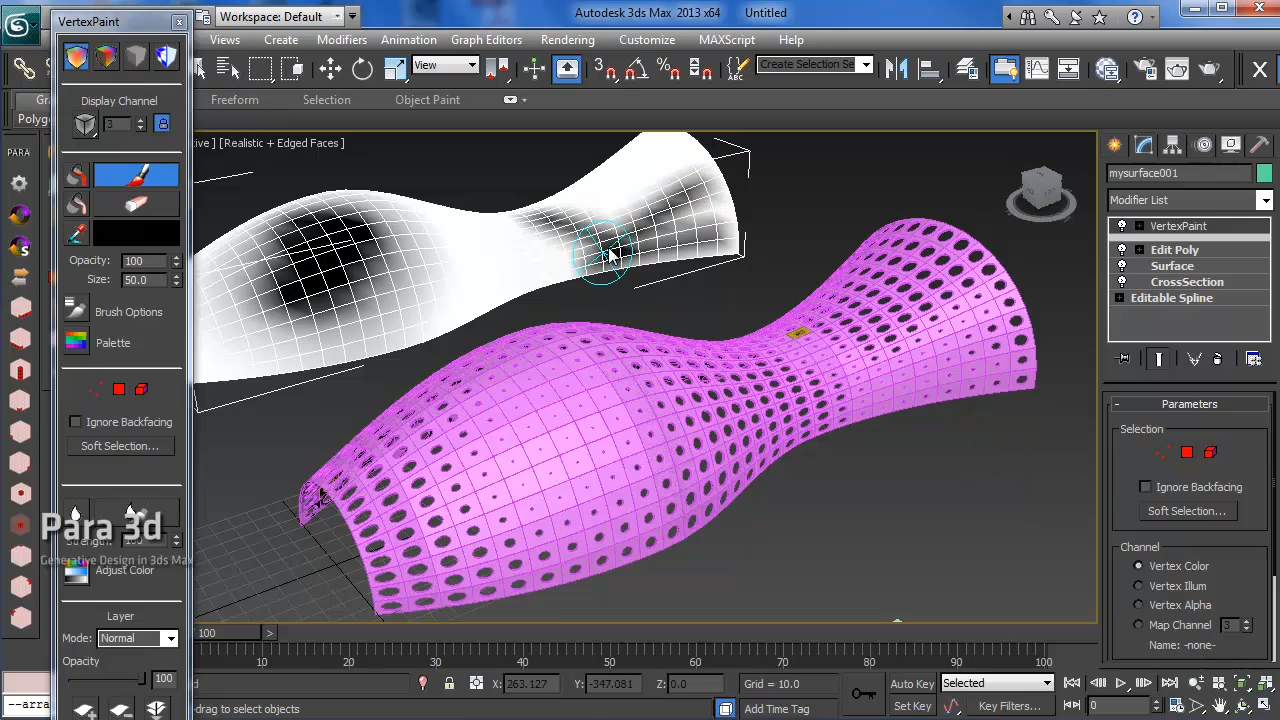 VertexPaint
Workspace: Default
Autodesk 3ds Max 2013 x64 Untitled
Views Create Modifiers Animation Graph Editors Rendering Customize MAXScript Help
View
Create Selection Se
Freeform Selection Object Paint
Polyg
PARA
[Realistic + Edged Faces ]
Display Channel
3
Opacity: 100
Size: 50.0
Brush Options
Palette
Ignore Backfacing
Soft Selection...
Para 3d
Generative Design in 3ds Max
Strength:
Adjust Color
Layer
Mode: Normal
Opacity
100
mysurface001
Modifier List
VertexPaint
Edit Poly
Surface
CrossSection
Editable Spline
Parameters
Selection
Ignore Backfacing
Soft Selection...
Channel
Vertex Color
Vertex Illum
Vertex Alpha
Map Channel 3
Name: -none-
100 >
10 20 30 40 50 60 70 80 90 100
X: 263.127 Y: -347.081 Z: 0.0 Grid = 10.0
Auto Key Selected
--arra
-drag to select objects
Add Time Tag
Set Key Key Filters... 0